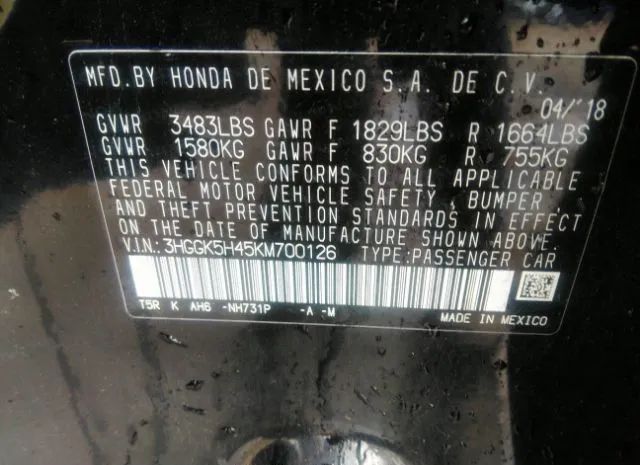 MFD.BY HONDA DE MEXICO S.A. DE C.V.
04/'18
GVWR 3483LBS GAWR F 1829LBS R 1664LBS
GVWR 1580KG GAWR F 830KG R 755KG
THIS VEHICLE CONFORMS TO ALL APPLICABLE
FEDERAL MOTOR VEHICLE SAFETY, BUMPER
AND THEFT PREVENTION STANDARDS IN EFFECT
ON THE DATE OF MANUFACTURE SHOWN ABOVE.
V.I.N.: 3HGGK5H45KM700126 TYPE:PASSENGER CAR
T5R K AH6 -NH731P -A -M
MADE IN MEXICO